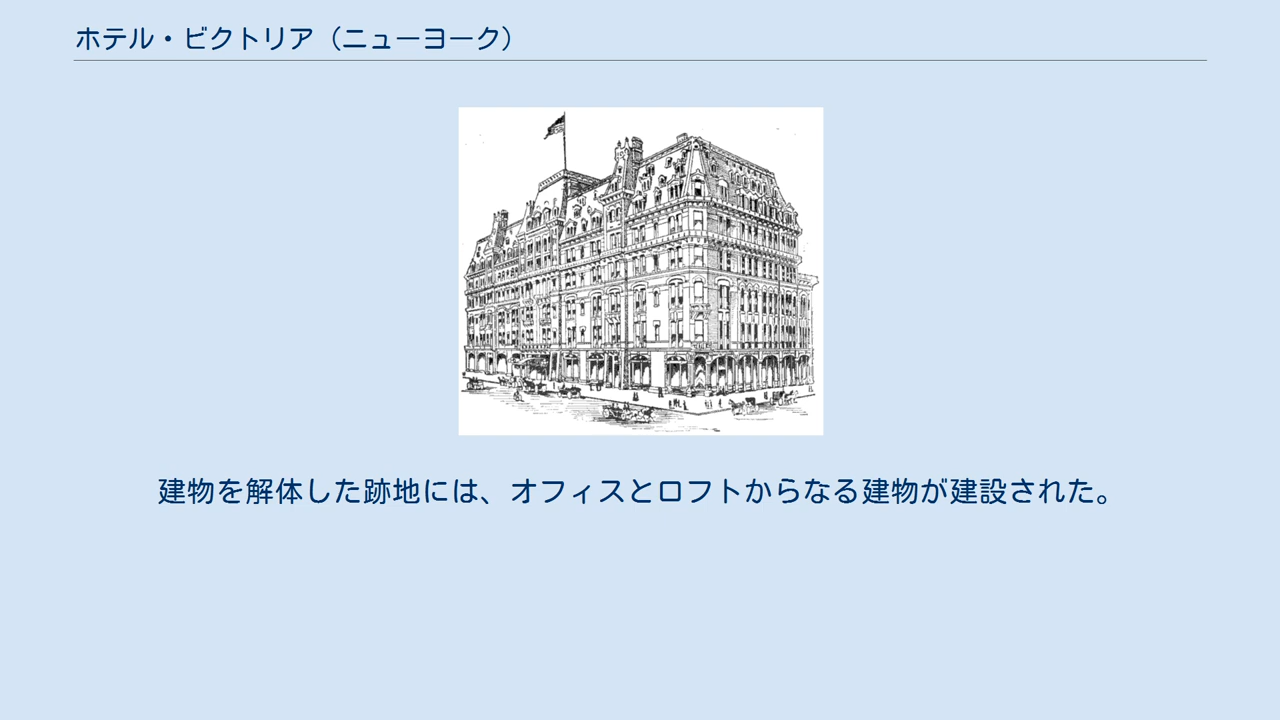 ホテル・ビクトリア（ニューヨーク）
建物を解体した跡地には、オフィスとロフトからなる建物が建設された。